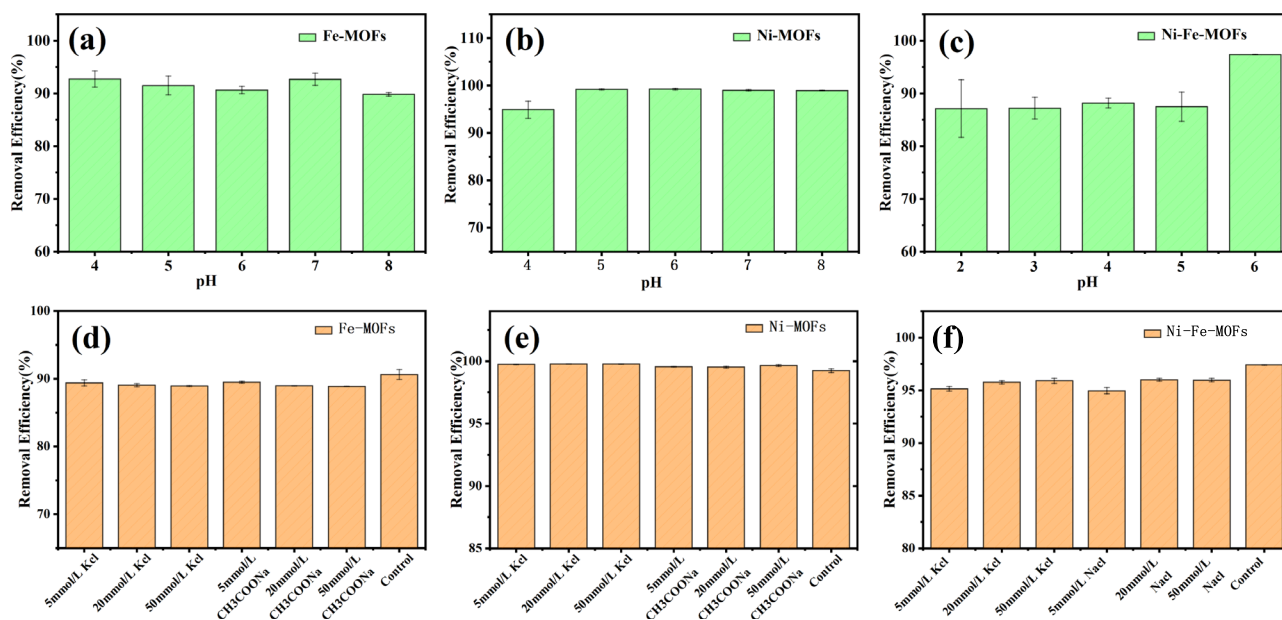 (a)
Fe-MOFs
Removal Efficiency(%)
100
90
80
70
60
4 5 6 7 8
pH
(b)
Ni-MOFs
Removal Efficiency(%)
110
100
90
80
70
4 5 6 7 8
pH
(c)
Ni-Fe-MOFs
Removal Efficiency(%)
100
90
80
70
60
2 3 4 5 6
pH
(d)
Fe-MOFs
Removal Efficiency(%)
100
90
80
70
5mmol/L Kcl
20mmol/L Kcl
50mmol/L Kcl
5mmol/L
CH3COONa
20mmol/L
CH3COONa
50mmol/L
CH3COONa
Control
(e)
Ni-MOFs
Removal Efficiency(%)
100
95
90
85
5mmol/L Kcl
20mmol/L Kcl
50mmol/L Kcl
5mmol/L
CH3COONa
20mmol/L
CH3COONa
50mmol/L
CH3COONa
Control
(f)
Ni-Fe-MOFs
Removal Efficiency(%)
100
95
90
85
80
5mmol/L Kcl
20mmol/L Kcl
50mmol/L Kcl
5mmol/L Nacl
20mmol/L
Nacl
50mmol/L
Nacl
Control